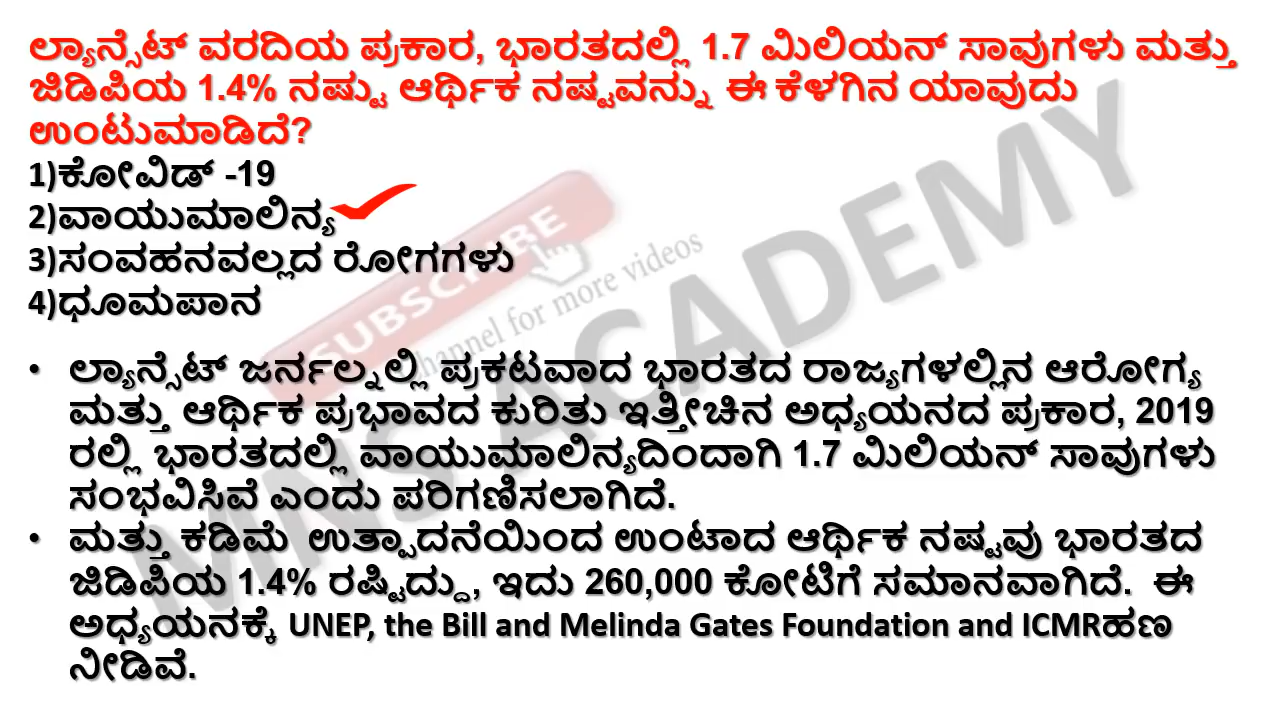 ಲ್ಯಾನ್ಸೆಟ್ ವರದಿಯ ಪ್ರಕಾರ, ಭಾರತದಲ್ಲಿ 1.7 ಮಿಲಿಯನ್ ಸಾವುಗಳು ಮತ್ತು
ಜಿಡಿಪಿಯ 1.4% ನಷ್ಟು ಆರ್ಥಿಕ ನಷ್ಟವನ್ನು ಈ ಕೆಳಗಿನ ಯಾವುದು
ಉಂಟುಮಾಡಿದೆ?
1)ಕೋವಿಡ್ -19
2)ವಾಯುಮಾಲಿನ್ಯ
3)ಸಂವಹನವಲ್ಲದ ರೋಗಗಳು
4)ಧೂಮಪಾನ
• ಲ್ಯಾನ್ಸೆಟ್ ಜರ್ನಲ್ನಲ್ಲಿ ಪ್ರಕಟವಾದ ಭಾರತದ ರಾಜ್ಯಗಳಲ್ಲಿನ ಆರೋಗ್ಯ
ಮತ್ತು ಆರ್ಥಿಕ ಪ್ರಭಾವದ ಕುರಿತು ಇತ್ತೀಚಿನ ಅಧ್ಯಯನದ ಪ್ರಕಾರ, 2019
ರಲ್ಲಿ ಭಾರತದಲ್ಲಿ ವಾಯುಮಾಲಿನ್ಯದಿಂದಾಗಿ 1.7 ಮಿಲಿಯನ್ ಸಾವುಗಳು
ಸಂಭವಿಸಿವೆ ಎಂದು ಪರಿಗಣಿಸಲಾಗಿದೆ.
• ಮತ್ತು ಕಡಿಮೆ ಉತ್ಪಾದನೆಯಿಂದ ಉಂಟಾದ ಆರ್ಥಿಕ ನಷ್ಟವು ಭಾರತದ
ಜಿಡಿಪಿಯ 1.4% ರಷ್ಟಿದ್ದು, ಇದು 260,000 ಕೋಟಿಗೆ ಸಮಾನವಾಗಿದೆ. ಈ
ಅಧ್ಯಯನಕ್ಕೆ UNEP, the Bill and Melinda Gates Foundation and ICMRಹಣ
ನೀಡಿವೆ.
MNS ACADEMY
SUBSCRIBE
channel for more videos